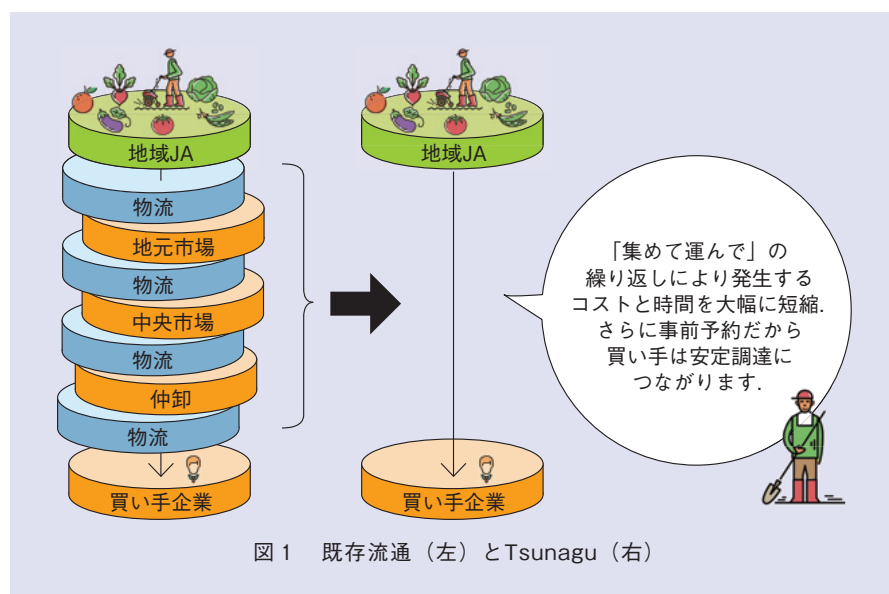 地域JA
物流
地元市場
物流
中央市場
物流
仲卸
物流
買い手企業
地域JA
買い手企業
「集めて運んで」の
繰り返しにより発生する
コストと時間を大幅に短縮.
さらに事前予約だから
買い手は安定調達に
つながります.
図1 既存流通（左）とTsunagu（右）